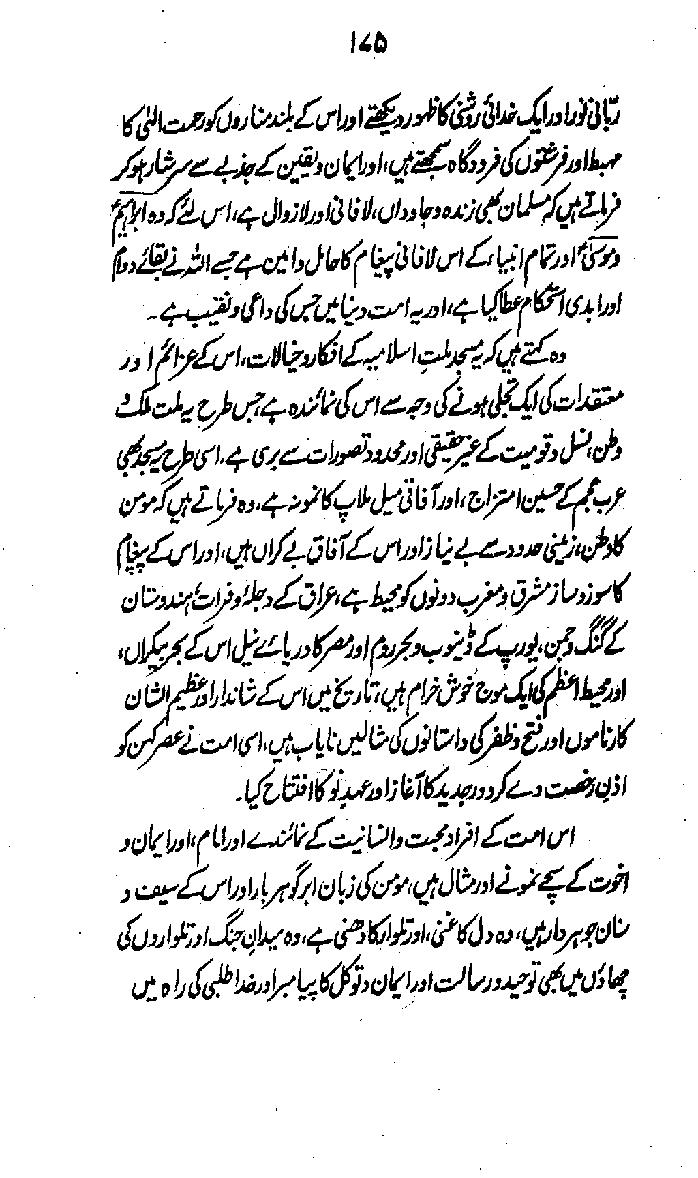 ۱۷۵
ربّانی نور اور ایک خدائی روشنی کا ظہور دیکھتے اور اس کے بلند مناروں کو رحمت الٰہی کا
مہبط اور فرشتوں کی فرودگاہ سمجھتے ہیں، اور ایمان و یقین کے جذبے سے سرشار ہو کر
فرماتے ہیں کہ مسلمان بھی زندہ و جاوداں، لافانی اور لازوال ہے، اس لئے کہ وہ ابراہیمؑ
و موسیٰؑ اور تمام انبیاء کے اس لافانی پیغام کا حامل و امین ہے جسے اللہ نے بقائے دوام
اور ابدی استحکام عطا کیا ہے، اور یہ امت دنیا میں جس کی داعی و نقیب ہے۔
وہ کہتے ہیں کہ یہ مسجد ملت اسلامیہ کے افکار و خیالات، اس کے عزائم اور
معتقدات کی ایک تجلی ہونے کی وجہ سے اس کی نمائندہ ہے، جس طرح یہ ملت ملک و
وطن، نسل و قومیت کے غیر حقیقی اور محدود تصورات سے بری ہے، اسی طرح یہ مسجد بھی
عرب و عجم کے حسین امتزاج، اور آفاقی میل ملاپ کا نمونہ ہے، وہ فرماتے ہیں کہ مومن
کا وطن، زمینی حدود سے بے نیاز اور اس کے آفاق بے کراں ہیں، اور اس کے پیغام
کا سوز و ساز مشرق و مغرب دونوں کو محیط ہے، عراق کے دجلہ و فرات، ہندوستان
کے گنگ و جمن، یورپ کے ڈینوب و بحر روم اور مصر کا دریائے نیل اس کے بحر بیکراں،
اور محیط اعظم کی ایک موج خوش خرام ہیں، تاریخ میں اس کے شاندار اور عظیم الشان
کارناموں اور فتح و ظفر کی داستانوں کی مثالیں نایاب ہیں، اسی امت نے عصر کہن کو
اذنِ رخصت دے کر دور جدید کا آغاز اور عہد نو کا افتتاح کیا۔
اس امت کے افراد محبت و انسانیت کے نمائندے اور امام، اور ایمان و
اخوت کے سچے نمونے اور مثال ہیں، مومن کی زبان ابر گوہر بار اور اس کے سیف و
سنان جوہر دار ہیں، وہ دل کا غنی، اور تلوار کا دھنی ہے، وہ میدان جنگ اور تلواروں کی
چھاؤں میں بھی توحید و رسالت اور ایمان و توکل کا پیامبر اور خدا طلبی کی راہ میں